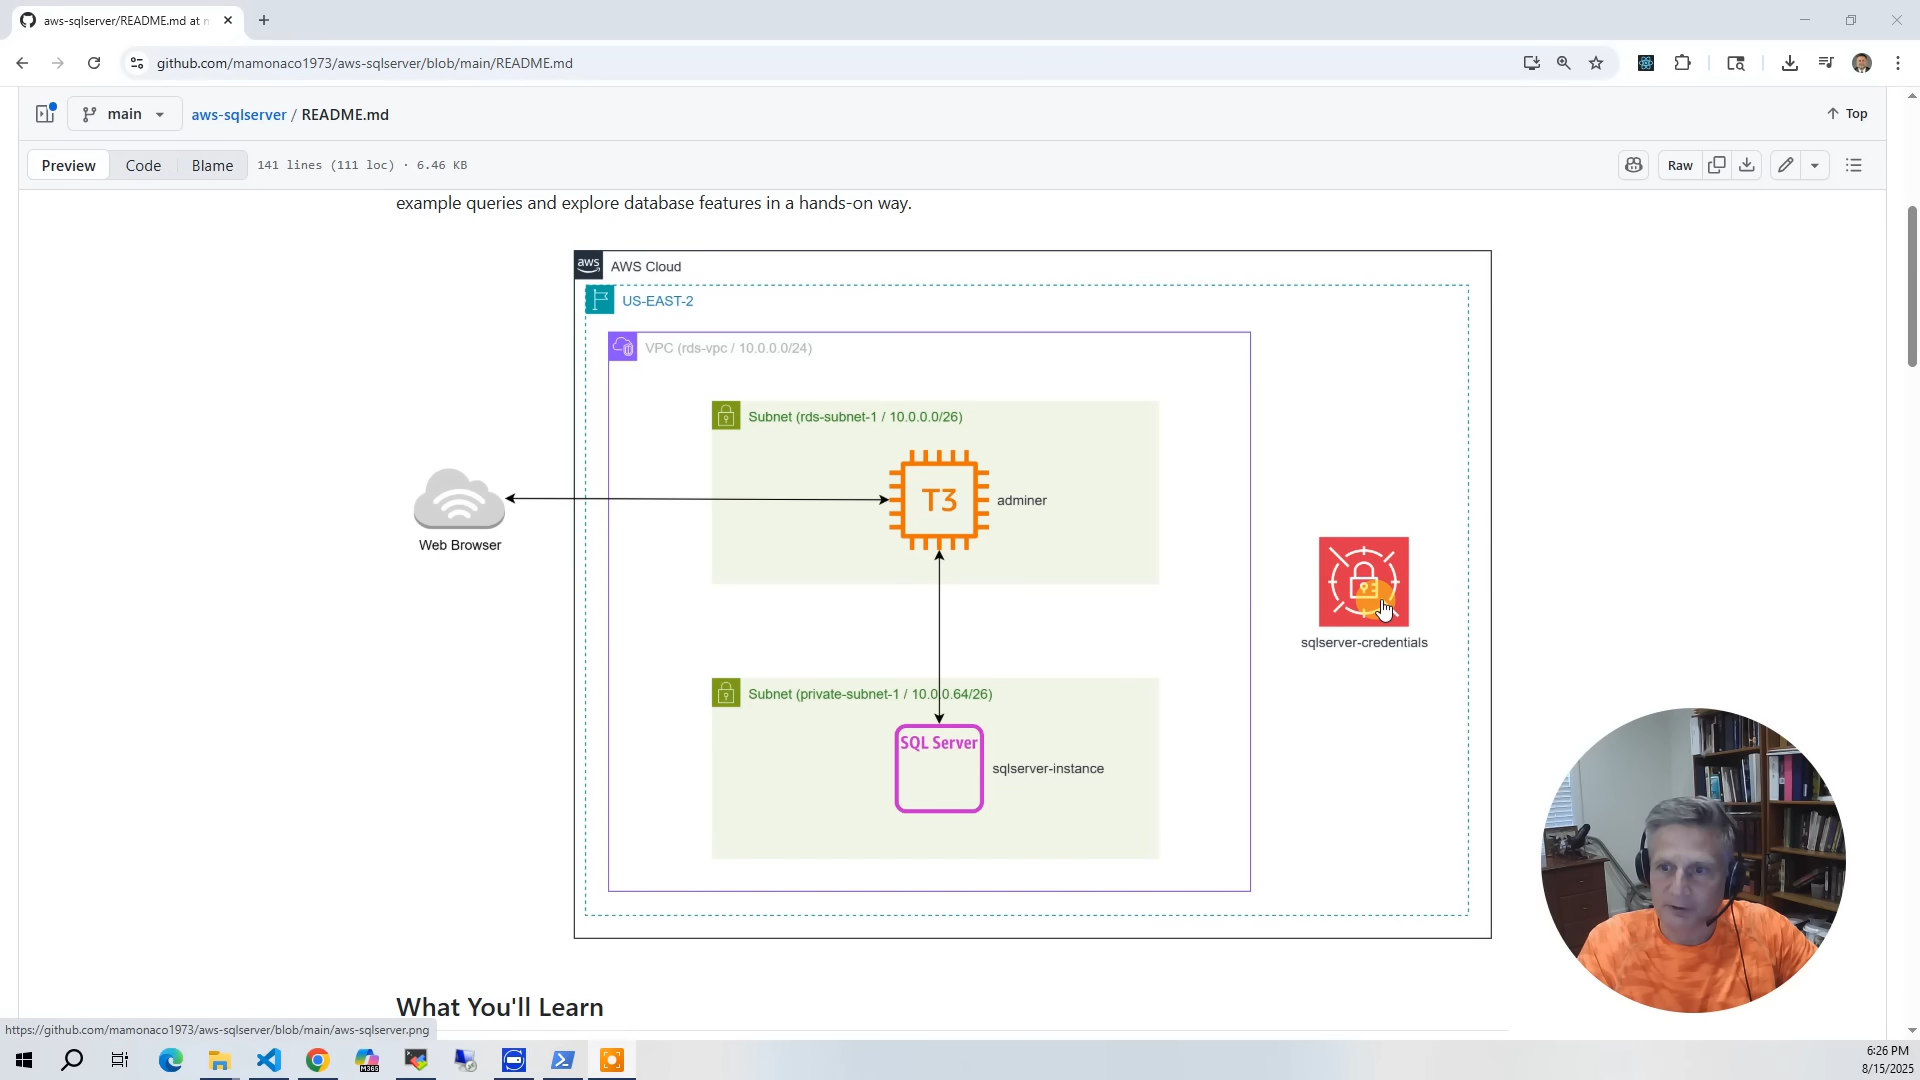 aws-sqlserver/README.md at
github.com/mamonaco1973/aws-sqlserver/blob/main/README.md
main
aws-sqlserver / README.md
Top
Preview
Code
Blame
141 lines (111 loc) · 6.46 KB
Raw
example queries and explore database features in a hands-on way.
aws
AWS Cloud
US-EAST-2
VPC (rds-vpc / 10.0.0.0/24)
Subnet (rds-subnet-1 / 10.0.0.0/26)
T3
adminer
Web Browser
sqlserver-credentials
Subnet (private-subnet-1 / 10.0.0.64/26)
SQL Server
sqlserver-instance
What You'll Learn
https://github.com/mamonaco1973/aws-sqlserver/blob/main/aws-sqlserver.png
M365
6:26 PM
8/15/2025